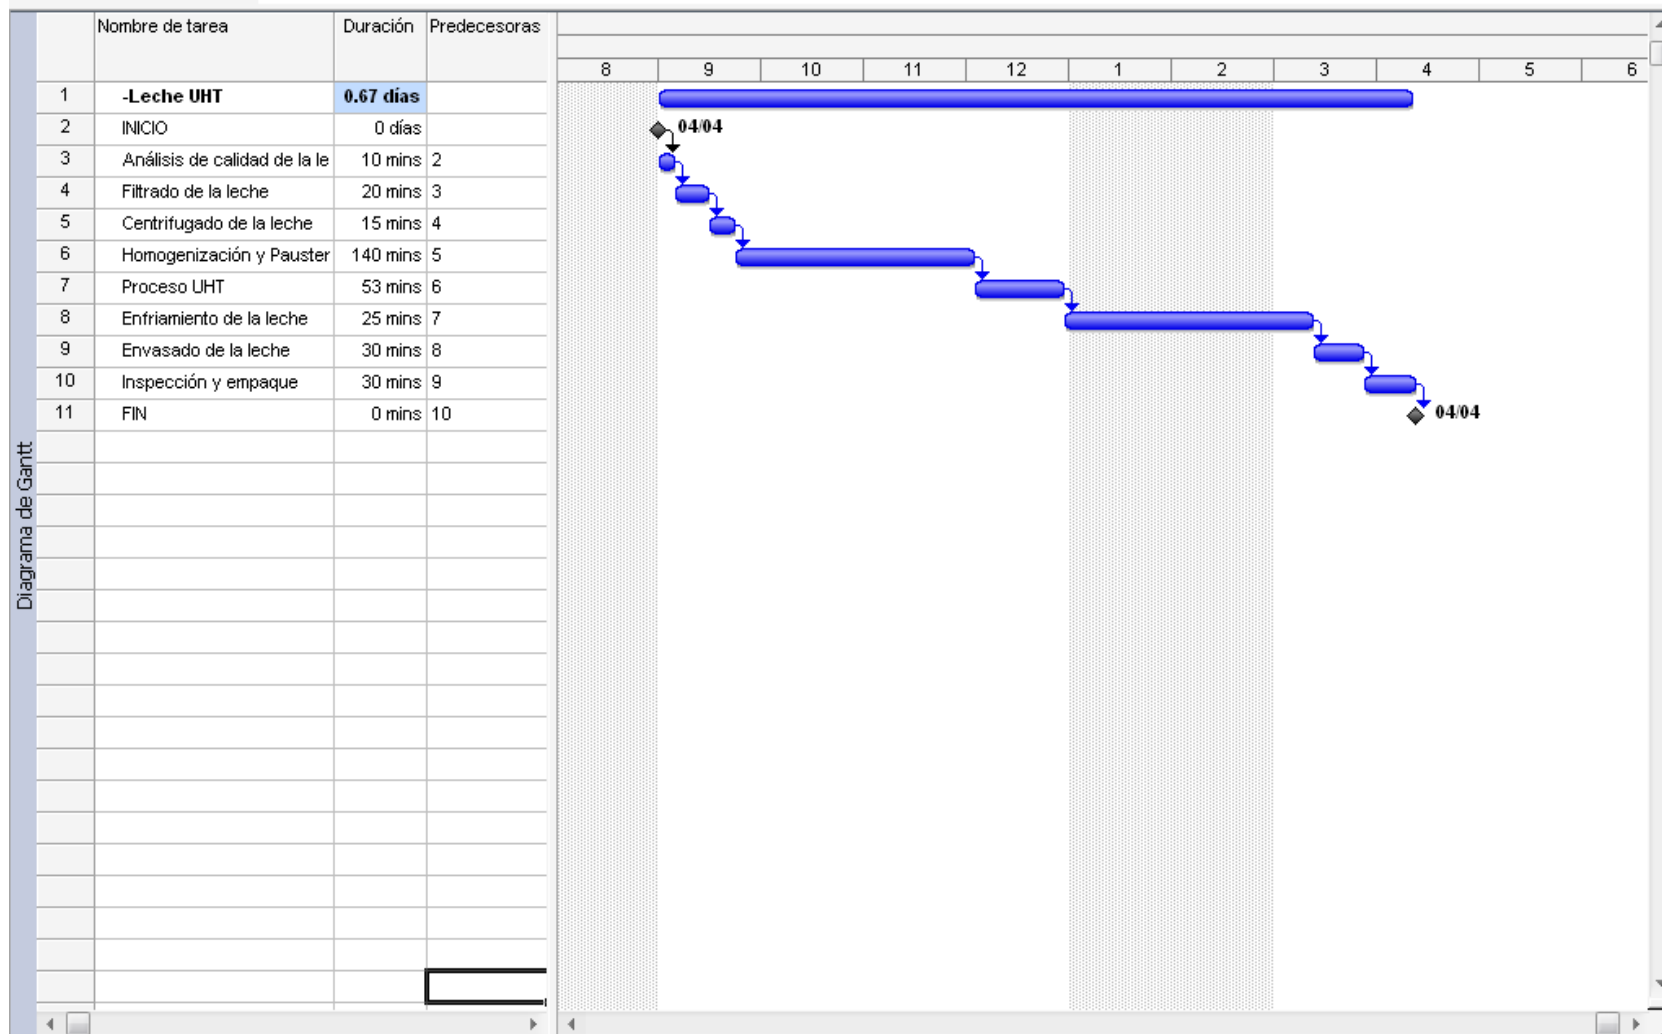 Nombre de tarea Duración Predecesoras
8 9 10 11 12 1 2 3 4 5 6
1 -Leche UHT 0.67 días
2 INICIO 0 días 04/04
3 Análisis de calidad de la le 10 mins 2
4 Filtrado de la leche 20 mins 3
5 Centrifugado de la leche 15 mins 4
6 Homogenización y Pauster 140 mins 5
7 Proceso UHT 53 mins 6
8 Enfriamiento de la leche 25 mins 7
9 Envasado de la leche 30 mins 8
10 Inspección y empaque 30 mins 9
11 FIN 0 mins 10 04/04
Diagrama de Gantt